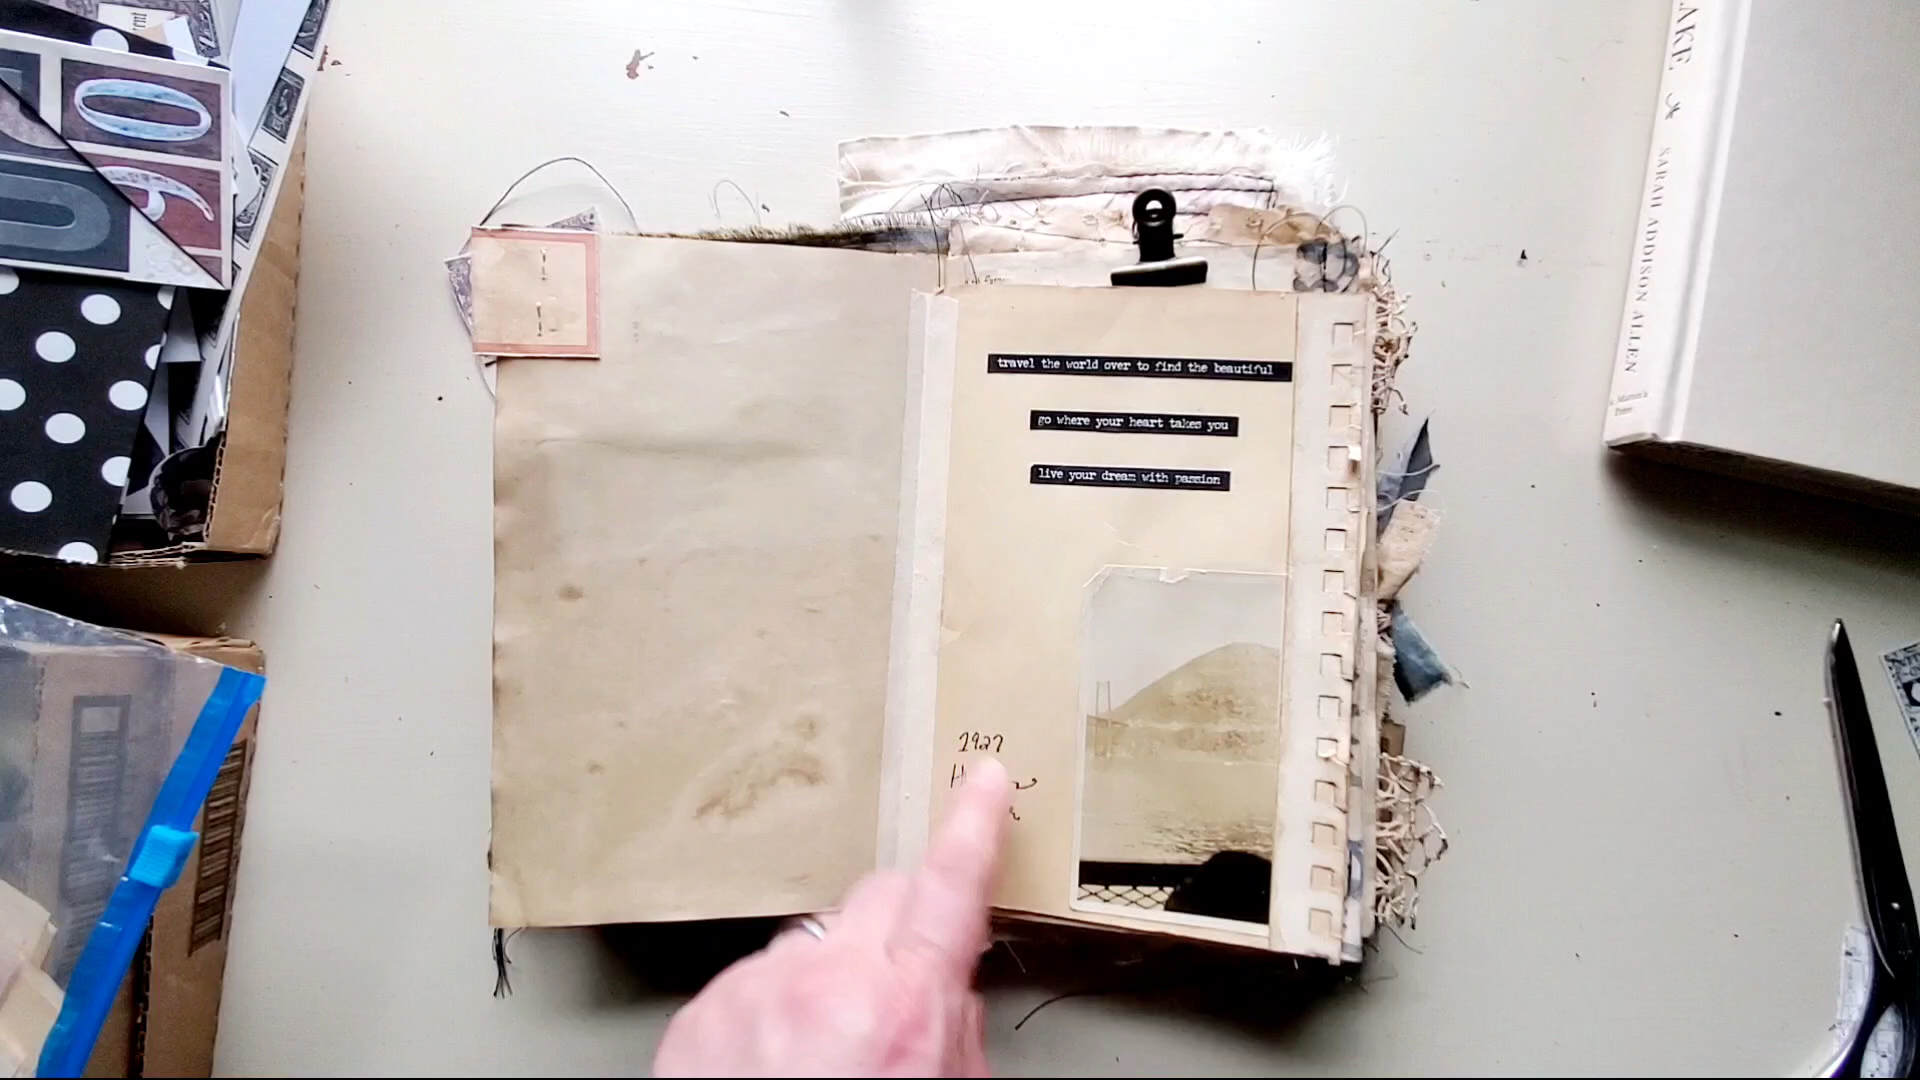 travel the world over to find the beautiful
go where your heart takes you
live your dream with passion
1927
LAKE
SARAH ADDISON ALLEN